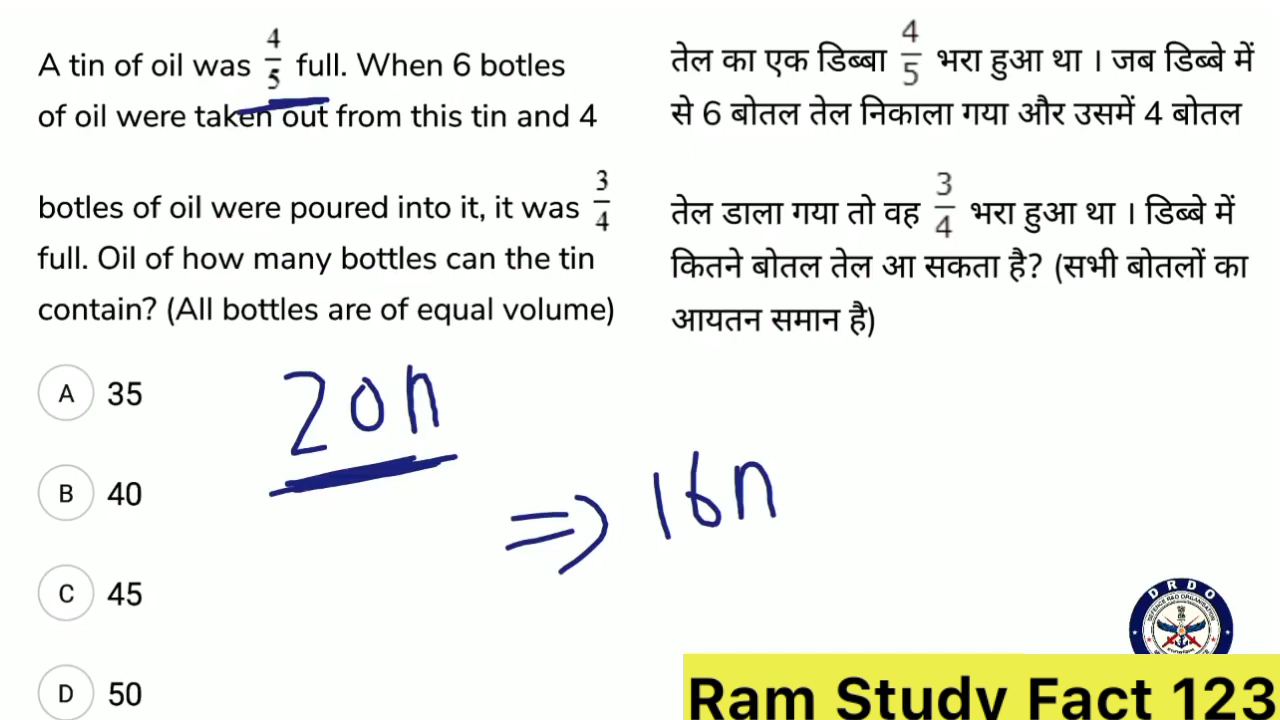 A tin of oil was 4/5 full. When 6 botles
of oil were taken out from this tin and 4
botles of oil were poured into it, it was 3/4
full. Oil of how many bottles can the tin
contain? (All bottles are of equal volume)
A 35
B 40
C 45
D 50
तेल का एक डिब्बा 4/5 भरा हुआ था । जब डिब्बे में
से 6 बोतल तेल निकाला गया और उसमें 4 बोतल
तेल डाला गया तो वह 3/4 भरा हुआ था । डिब्बे में
कितने बोतल तेल आ सकता है? (सभी बोतलों का
आयतन समान है)
20n
⇒ 16n
DRDO
Ram Study Fact 123